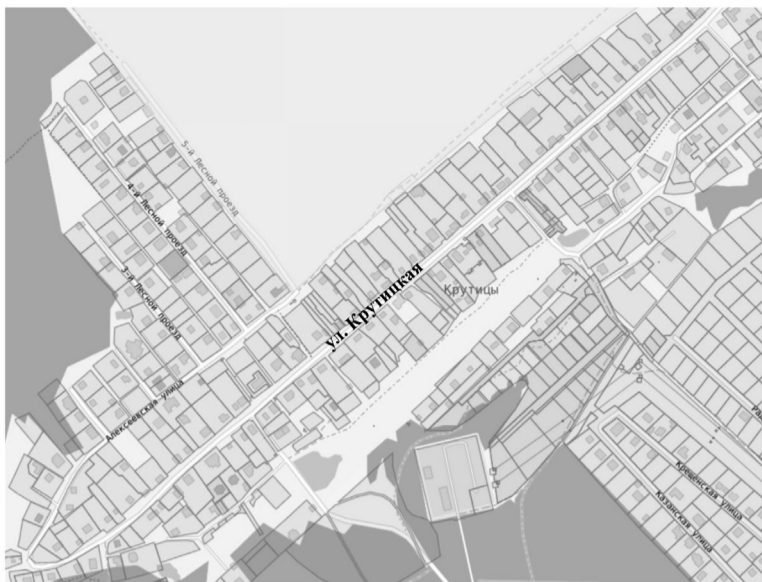 5-й Лесной проезд
4-й Лесной проезд
3-й Лесной проезд
ул. Крутицкая
Крутицы
Алексеевская улица
Крещенская улица
Казанская улица